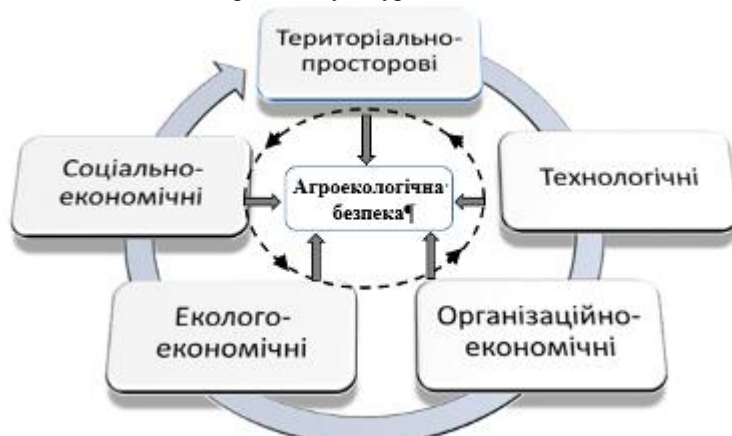 Територіально-
просторові
Соціально-
економічні
Агроекологічна
безпека¶
Технологічні
Еколого-
економічні
Організаційно-
економічні